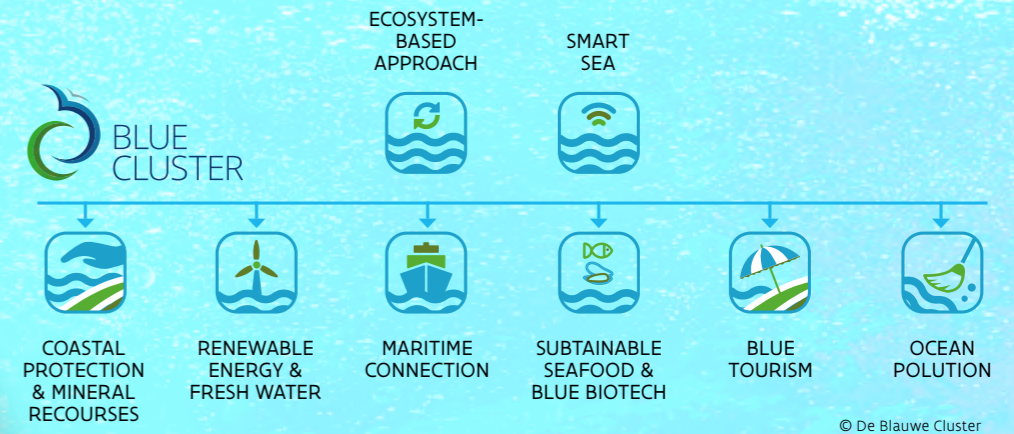 ECOSYSTEM-
BASED
APPROACH
SMART
SEA
BLUE
CLUSTER
COASTAL
PROTECTION
& MINERAL
RECOURSES
RENEWABLE
ENERGY &
FRESH WATER
MARITIME
CONNECTION
SUBTAINABLE
SEAFOOD &
BLUE BIOTECH
BLUE
TOURISM
OCEAN
POLUTION
© De Blauwe Cluster